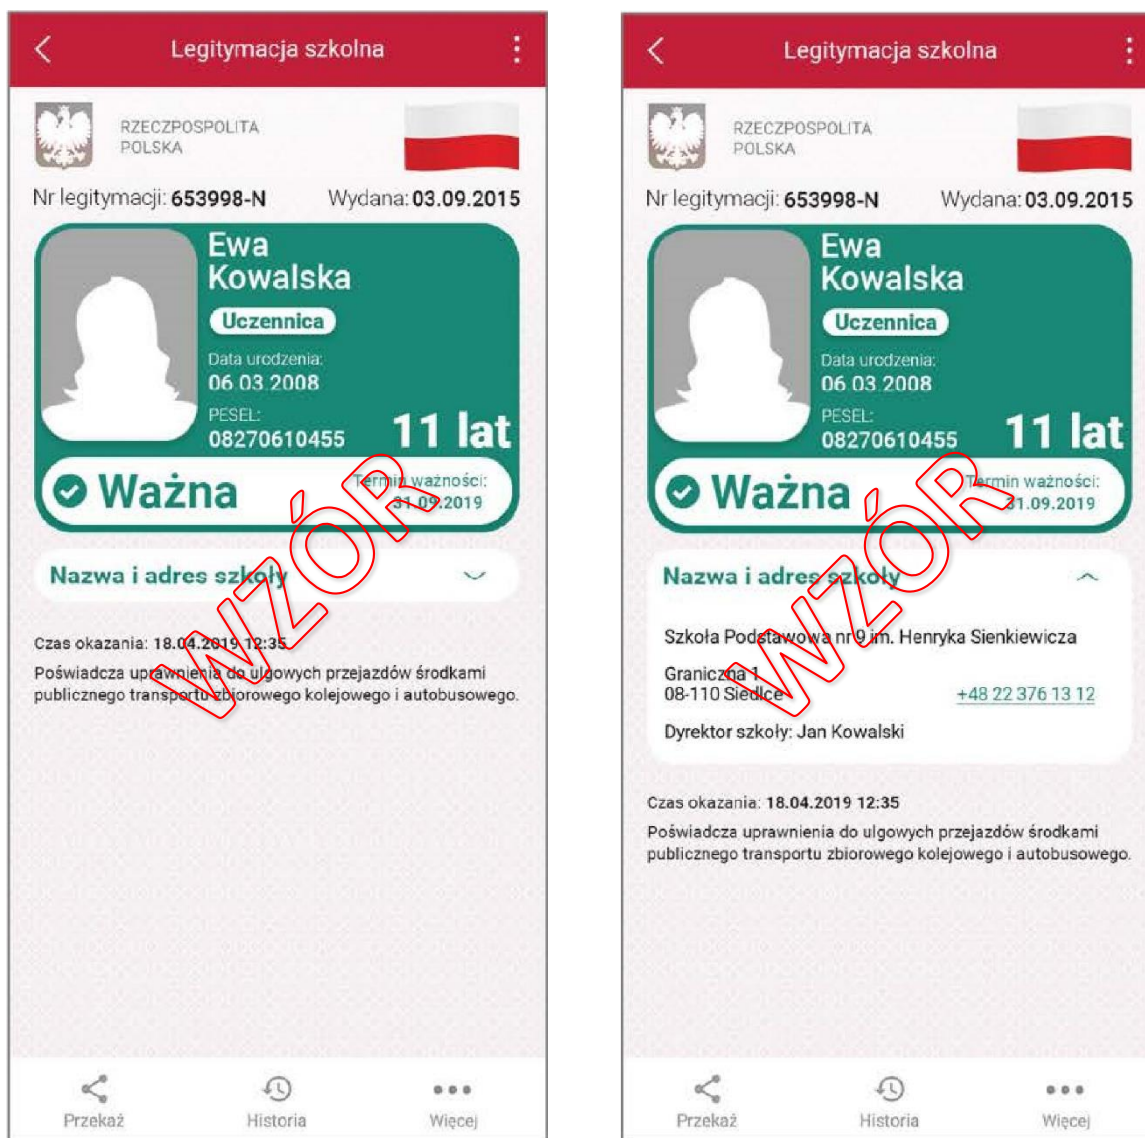 Legitymacja szkolna
RZECZPOSPOLITA
POLSKA
Nr legitymacji: 653998-N Wydana: 03.09.2015
Ewa
Kowalska
Uczennica
Data urodzenia:
06 03.2008
PESEL:
08270610455
11 lat
Ważna
Termin ważności:
31.09.2019
Nazwa i adres szkoły
Czas okazania: 18.04.2019 12:35
Poświadcza uprawnienia do ulgowych przejazdów środkami
publicznego transportu zbiorowego kolejowego i autobusowego.
WZÓR
Przekaż
Historia
Więcej
Legitymacja szkolna
RZECZPOSPOLITA
POLSKA
Nr legitymacji: 653998-N Wydana: 03.09.2015
Ewa
Kowalska
Uczennica
Data urodzenia:
06 03.2008
PESEL:
08270610455
11 lat
Ważna
Termin ważności:
31.09.2019
Nazwa i adres szkoły
Szkoła Podstawowa nr 9 im. Henryka Sienkiewicza
Graniczna 1
08-110 Siedlce
+48 22 376 13 12
Dyrektor szkoły: Jan Kowalski
WZÓR
Czas okazania: 18.04.2019 12:35
Poświadcza uprawnienia do ulgowych przejazdów środkami
publicznego transportu zbiorowego kolejowego i autobusowego.
Przekaż
Historia
Więcej